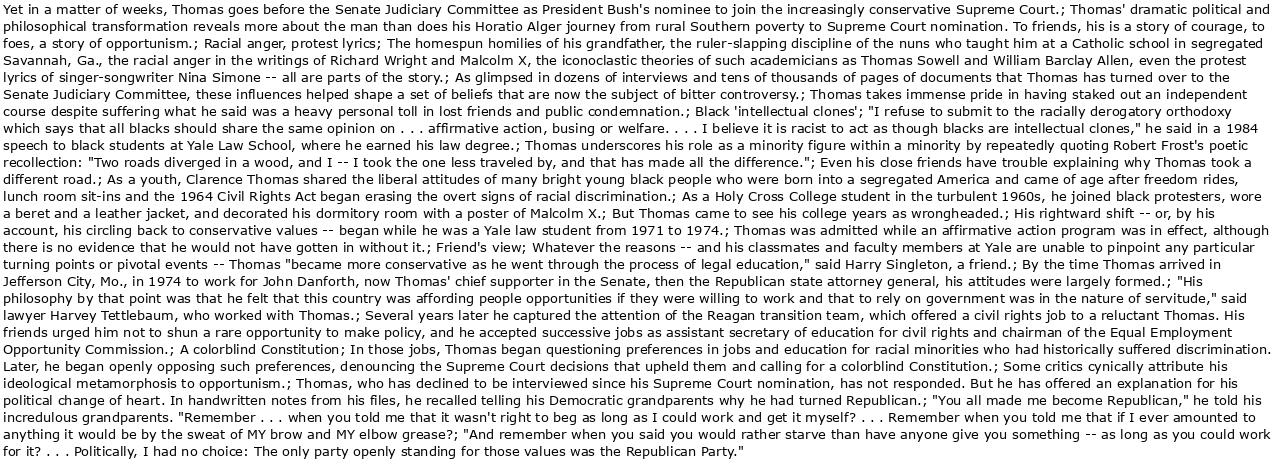 Yet in a matter of weeks, Thomas goes before the Senate Judiciary Committee as President Bush's nominee to join the increasingly conservative Supreme Court.; Thomas' dramatic political and
philosophical transformation reveals more about the man than does his Horatio Alger journey from rural Southern poverty to Supreme Court nomination. To friends, his is a story of courage, to
foes, a story of opportunism.; Racial anger, protest lyrics; The homespun homilies of his grandfather, the ruler-slapping discipline of the nuns who taught him at a Catholic school in segregated
Savannah, Ga., the racial anger in the writings of Richard Wright and Malcolm X, the iconoclastic theories of such academicians as Thomas Sowell and William Barclay Allen, even the protest
lyrics of singer-songwriter Nina Simone -- all are parts of the story.; As glimpsed in dozens of interviews and tens of thousands of pages of documents that Thomas has turned over to the
Senate Judiciary Committee, these influences helped shape a set of beliefs that are now the subject of bitter controversy.; Thomas takes immense pride in having staked out an independent
course despite suffering what he said was a heavy personal toll in lost friends and public condemnation.; Black 'intellectual clones'; "I refuse to submit to the racially derogatory orthodoxy
which says that all blacks should share the same opinion on . . . affirmative action, busing or welfare. . . . I believe it is racist to act as though blacks are intellectual clones," he said in a 1984
speech to black students at Yale Law School, where he earned his law degree.; Thomas underscores his role as a minority figure within a minority by repeatedly quoting Robert Frost's poetic
recollection: "Two roads diverged in a wood, and I -- I took the one less traveled by, and that has made all the difference."; Even his close friends have trouble explaining why Thomas took a
different road.; As a youth, Clarence Thomas shared the liberal attitudes of many bright young black people who were born into a segregated America and came of age after freedom rides,
lunch room sit-ins and the 1964 Civil Rights Act began erasing the overt signs of racial discrimination.; As a Holy Cross College student in the turbulent 1960s, he joined black protesters, wore
a beret and a leather jacket, and decorated his dormitory room with a poster of Malcolm X.; But Thomas came to see his college years as wrongheaded.; His rightward shift -- or, by his
account, his circling back to conservative values -- began while he was a Yale law student from 1971 to 1974.; Thomas was admitted while an affirmative action program was in effect, although
there is no evidence that he would not have gotten in without it.; Friend's view; Whatever the reasons -- and his classmates and faculty members at Yale are unable to pinpoint any particular
turning points or pivotal events -- Thomas "became more conservative as he went through the process of legal education," said Harry Singleton, a friend.; By the time Thomas arrived in
Jefferson City, Mo., in 1974 to work for John Danforth, now Thomas' chief supporter in the Senate, then the Republican state attorney general, his attitudes were largely formed.; "His
philosophy by that point was that he felt that this country was affording people opportunities if they were willing to work and that to rely on government was in the nature of servitude," said
lawyer Harvey Tettlebaum, who worked with Thomas.; Several years later he captured the attention of the Reagan transition team, which offered a civil rights job to a reluctant Thomas. His
friends urged him not to shun a rare opportunity to make policy, and he accepted successive jobs as assistant secretary of education for civil rights and chairman of the Equal Employment
Opportunity Commission.; A colorblind Constitution; In those jobs, Thomas began questioning preferences in jobs and education for racial minorities who had historically suffered discrimination.
Later, he began openly opposing such preferences, denouncing the Supreme Court decisions that upheld them and calling for a colorblind Constitution.; Some critics cynically attribute his
ideological metamorphosis to opportunism.; Thomas, who has declined to be interviewed since his Supreme Court nomination, has not responded. But he has offered an explanation for his
political change of heart. In handwritten notes from his files, he recalled telling his Democratic grandparents why he had turned Republican.; "You all made me become Republican," he told his
incredulous grandparents. "Remember . . . when you told me that it wasn't right to beg as long as I could work and get it myself? . . . Remember when you told me that if I ever amounted to
anything it would be by the sweat of MY brow and MY elbow grease?; "And remember when you said you would rather starve than have anyone give you something -- as long as you could work
for it? . . . Politically, I had no choice: The only party openly standing for those values was the Republican Party."